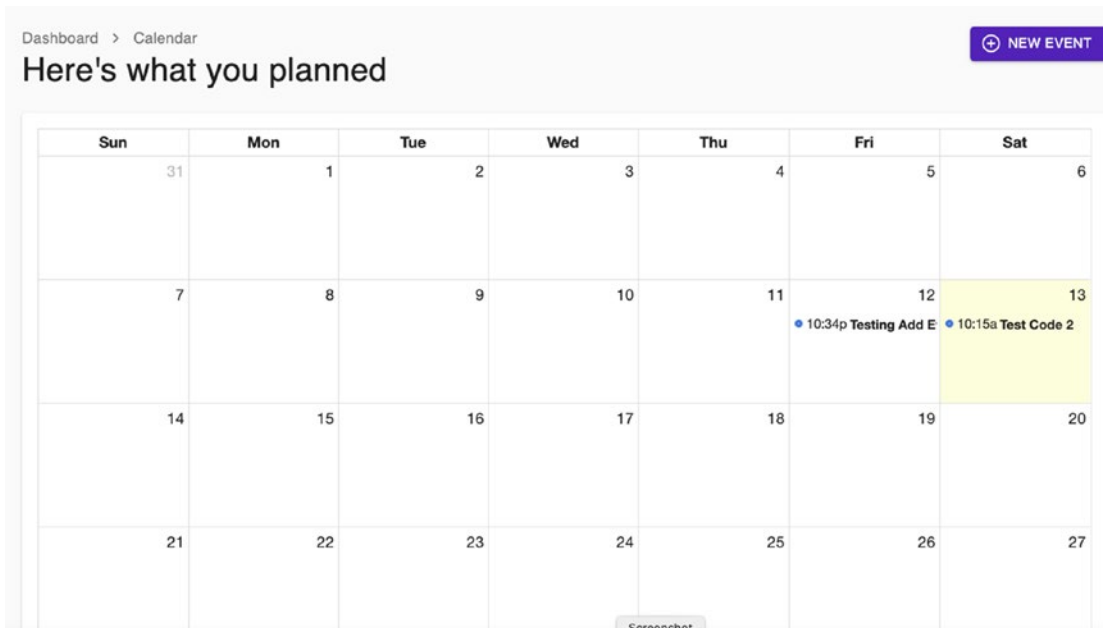 Dashboard > Calendar
NEW EVENT
Here's what you planned
Sun Mon Tue Wed Thu Fri Sat
31 1 2 3 4 5 6
7 8 9 10 11 12 13
10:34p Testing Add E 10:15a Test Code 2
14 15 16 17 18 19 20
21 22 23 24 25 26 27
Screenshot